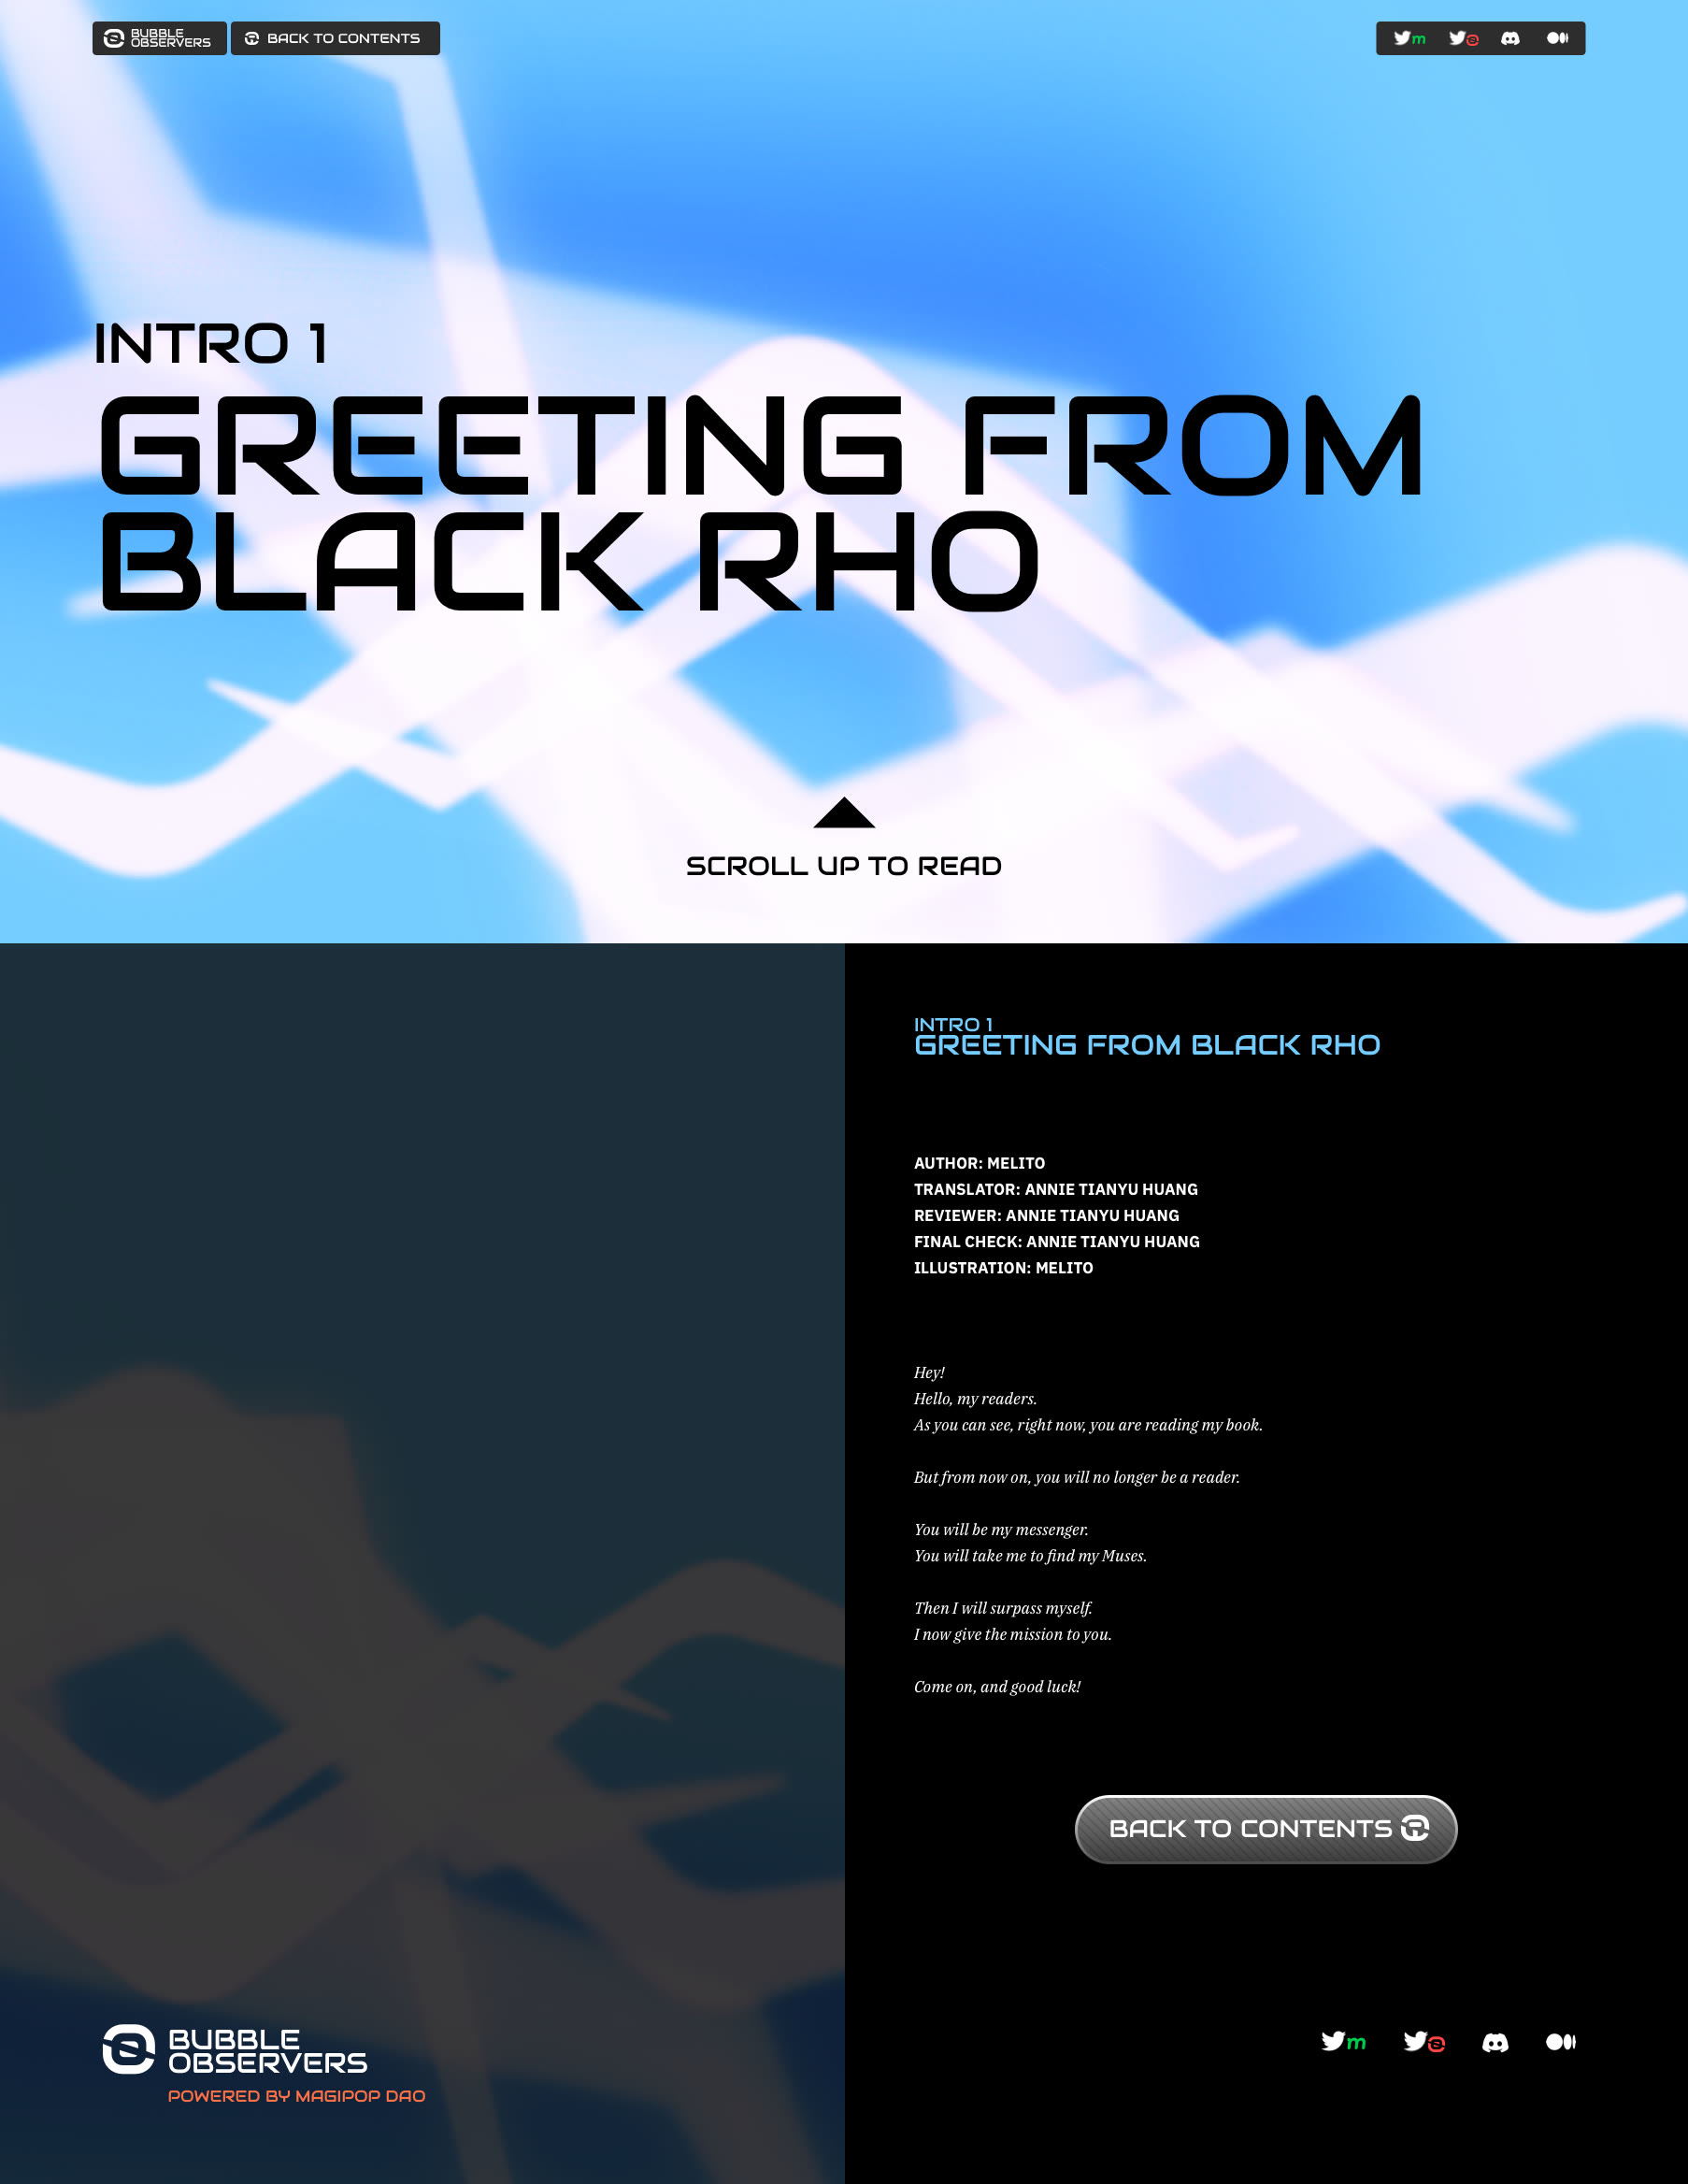 BUBBLE
OBSERVERS
BACK TO CONTENTS
m
INTRO 1
GREETING FROM
BLACK RHO
SCROLL UP TO READ
INTRO 1
GREETING FROM BLACK RHO
AUTHOR: MELITO
TRANSLATOR: ANNIE TIANYU HUANG
REVIEWER: ANNIE TIANYU HUANG
FINAL CHECK: ANNIE TIANYU HUANG
ILLUSTRATION: MELITO
Hey!
Hello, my readers.
As you can see, right now, you are reading my book.
But from now on, you will no longer be a reader.
You will be my messenger.
You will take me to find my Muses.
Then I will surpass myself.
I now give the mission to you.
Come on, and good luck!
BACK TO CONTENTS
BUBBLE
OBSERVERS
POWERED BY MAGIPOP DAO
m